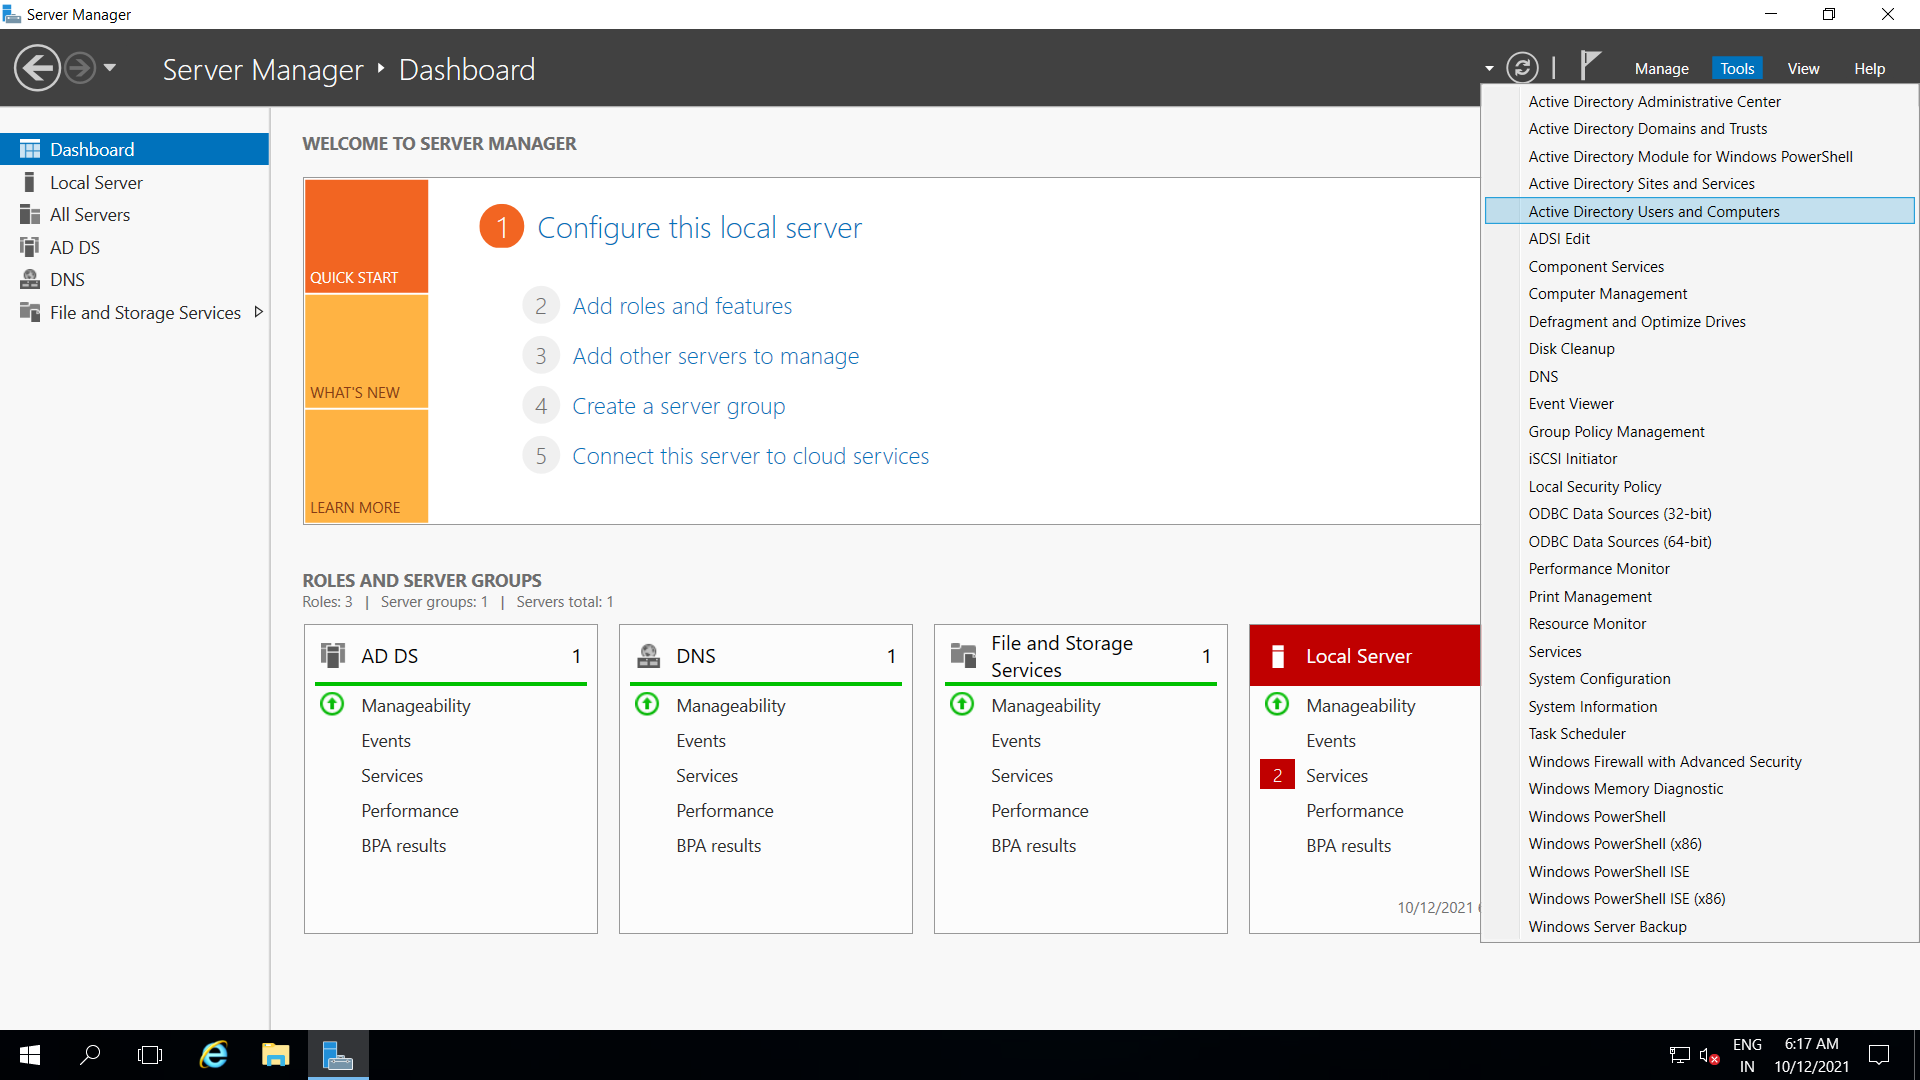 Server Manager
Server Manager ‣ Dashboard
Manage
Tools
View
Help
Dashboard
Local Server
All Servers
AD DS
DNS
File and Storage Services
WELCOME TO SERVER MANAGER
QUICK START
WHAT'S NEW
LEARN MORE
1 Configure this local server
2 Add roles and features
3 Add other servers to manage
4 Create a server group
5 Connect this server to cloud services
ROLES AND SERVER GROUPS
Roles: 3 | Server groups: 1 | Servers total: 1
AD DS 1
Manageability
Events
Services
Performance
BPA results
DNS 1
Manageability
Events
Services
Performance
BPA results
File and Storage
Services 1
Manageability
Events
Services
Performance
BPA results
Local Server
Manageability
Events
2 Services
Performance
BPA results
10/12/2021
Active Directory Administrative Center
Active Directory Domains and Trusts
Active Directory Module for Windows PowerShell
Active Directory Sites and Services
Active Directory Users and Computers
ADSI Edit
Component Services
Computer Management
Defragment and Optimize Drives
Disk Cleanup
DNS
Event Viewer
Group Policy Management
iSCSI Initiator
Local Security Policy
ODBC Data Sources (32-bit)
ODBC Data Sources (64-bit)
Performance Monitor
Print Management
Resource Monitor
Services
System Configuration
System Information
Task Scheduler
Windows Firewall with Advanced Security
Windows Memory Diagnostic
Windows PowerShell
Windows PowerShell (x86)
Windows PowerShell ISE
Windows PowerShell ISE (x86)
Windows Server Backup
ENG
IN
6:17 AM
10/12/2021